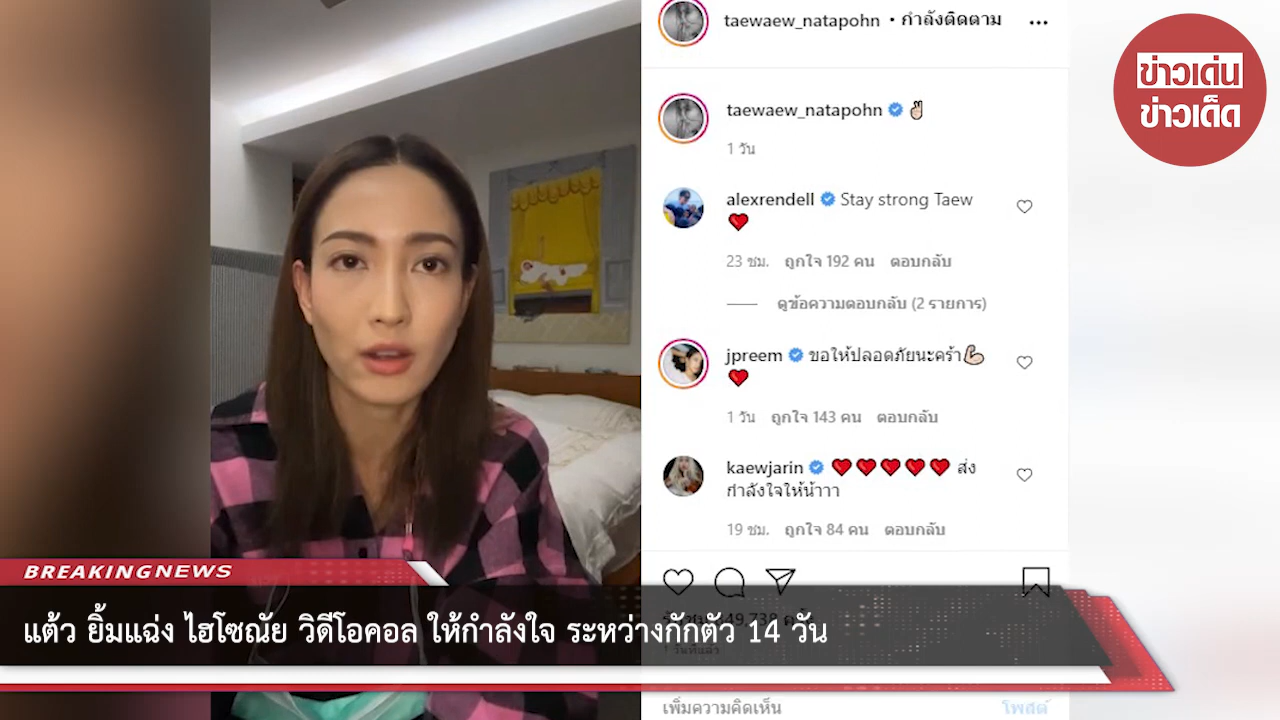 taewaew_natapohn • กำลังติดตาม ...
ข่าวเด่น
ข่าวเด็ด
taewaew_natapohn
1 วัน
alexrendell Stay strong Taew
23 ชม. ถูกใจ 192 คน ตอบกลับ
ดูข้อความตอบกลับ (2 รายการ)
jpreem ขอให้ปลอดภัยนะคร้า
1 วัน ถูกใจ 143 คน ตอบกลับ
kaewjarin ส่ง
กำลังใจให้น้าาา
19 ชม. ถูกใจ 84 คน ตอบกลับ
BREAKINGNEWS
แต้ว ยิ้มแฉ่ง ไฮโซณัย วิดีโอคอล ให้กำลังใจ ระหว่างกักตัว 14 วัน
1 วันที่แล้ว
เพิ่มความคิดเห็น
โพสต์